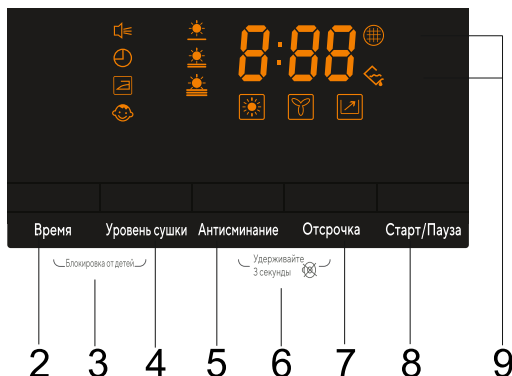 8:88
Время Уровень сушки Антисминание Отсрочка Старт/Пауза
Блокировка от детей
Удерживайте
3 секунды
2 3 4 5 6 7 8 9